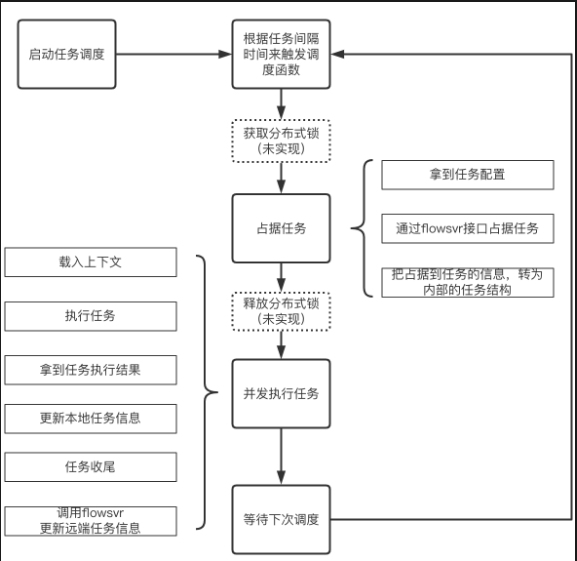 启动任务调度
根据任务间隔
时间来触发调
度函数
获取分布式锁
（未实现）
占据任务
拿到任务配置
通过flowsvr接口占据任务
把占据到任务的信息，转为
内部的任务结构
释放分布式锁
（未实现）
并发执行任务
载入上下文
执行任务
拿到任务执行结果
更新本地任务信息
任务收尾
调用flowsvr
更新远端任务信息
等待下次调度